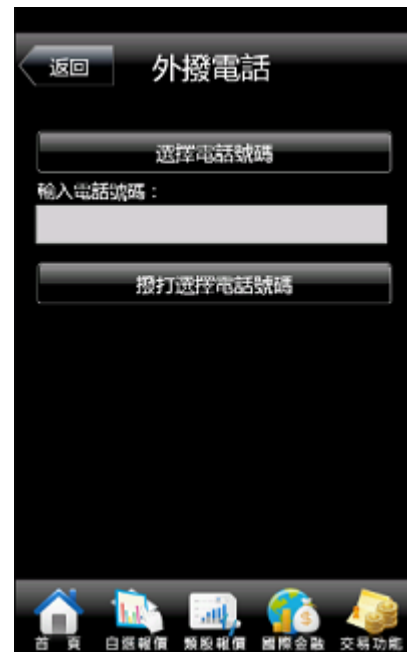 返回
外撥電話
選擇電話號碼
輸入電話號碼：
撥打選擇電話號碼
首 頁 自選報價 類股報價 國際金融 交易功能